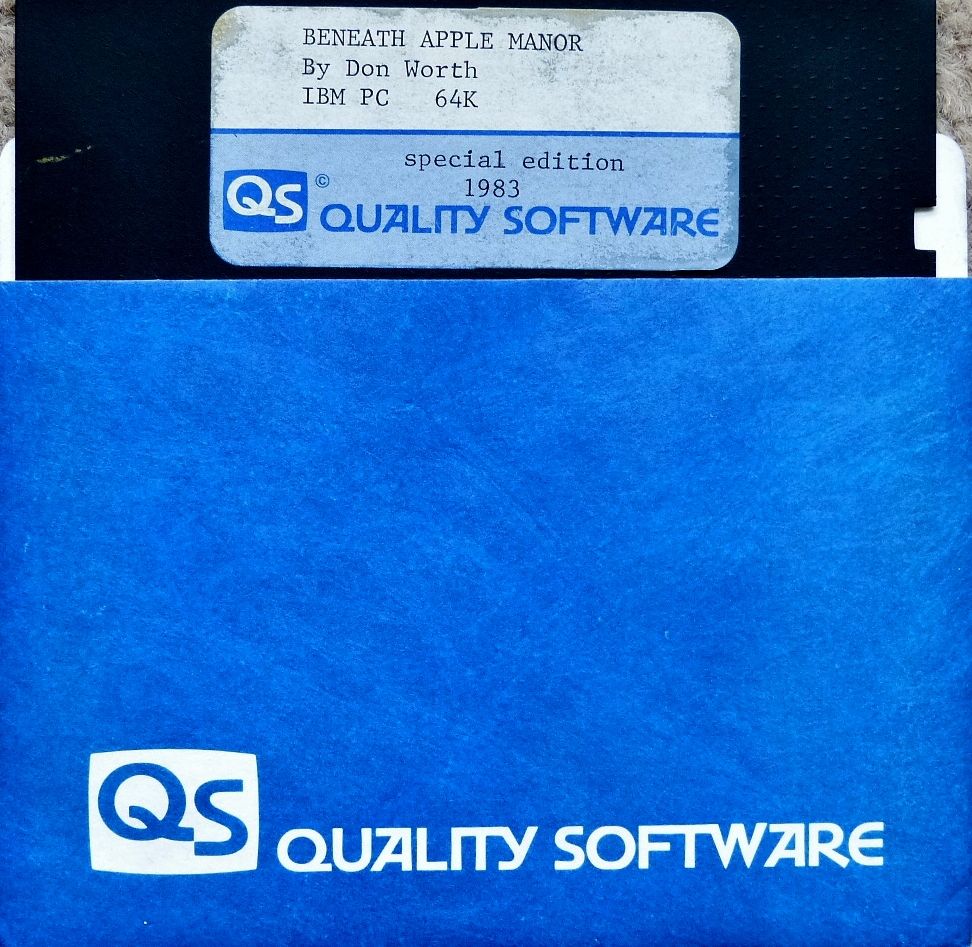 BENEATH APPLE MANOR
By Don Worth
IBM PC 64K
special edition
1983
QS ©
QUALITY SOFTWARE
QS
QUALITY SOFTWARE